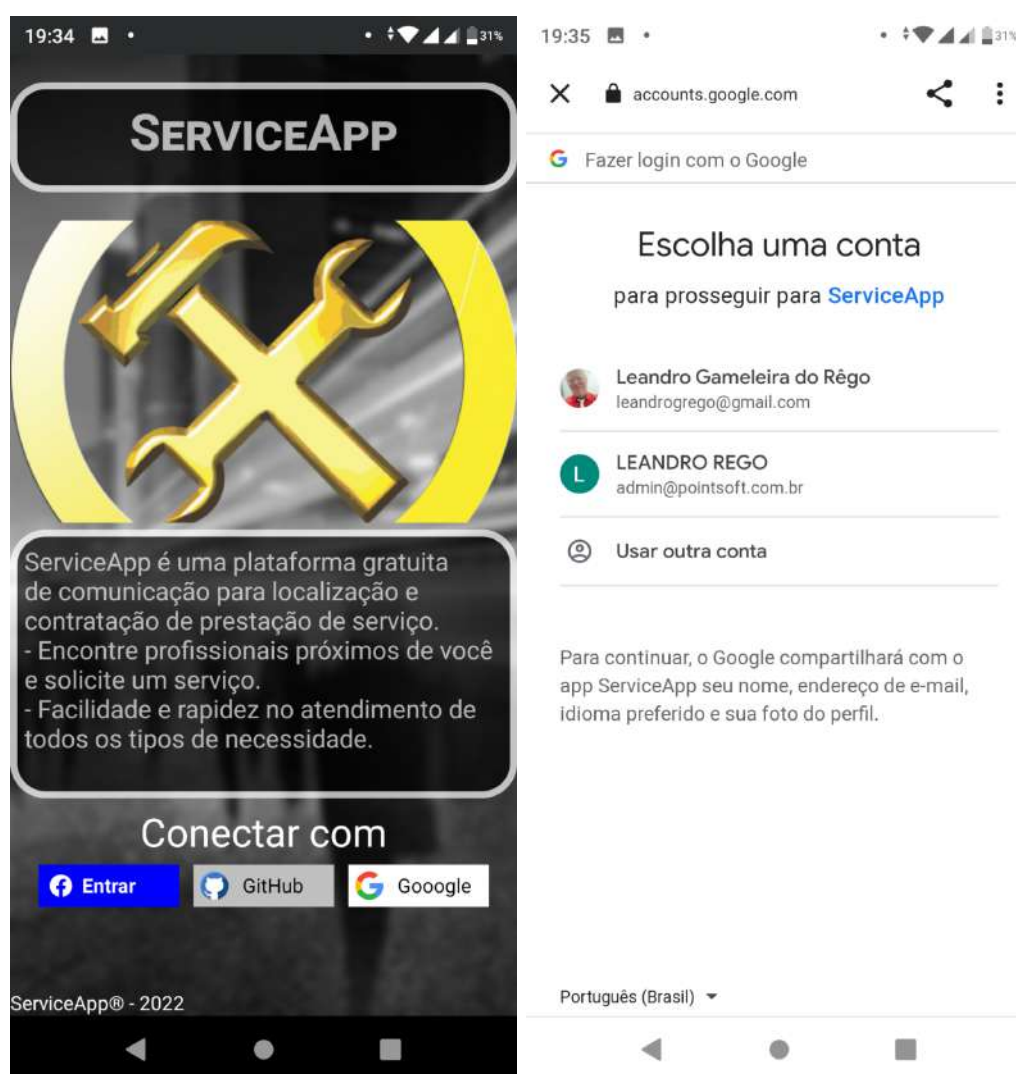 19:34
31%
SERVICEAPP
ServiceApp é uma plataforma gratuita
de comunicação para localização e
contratação de prestação de serviço.
- Encontre profissionais próximos de você
e solicite um serviço.
- Facilidade e rapidez no atendimento de
todos os tipos de necessidade.
Conectar com
Entrar
GitHub
Gooogle
ServiceApp® - 2022
19:35
31%
accounts.google.com
Fazer login com o Google
Escolha uma conta
para prosseguir para ServiceApp
Leandro Gameleira do Rêgo
leandrogrego@gmail.com
L
LEANDRO REGO
admin@pointsoft.com.br
Usar outra conta
Para continuar, o Google compartilhará com o
app ServiceApp seu nome, endereço de e-mail,
idioma preferido e sua foto do perfil.
Português (Brasil)